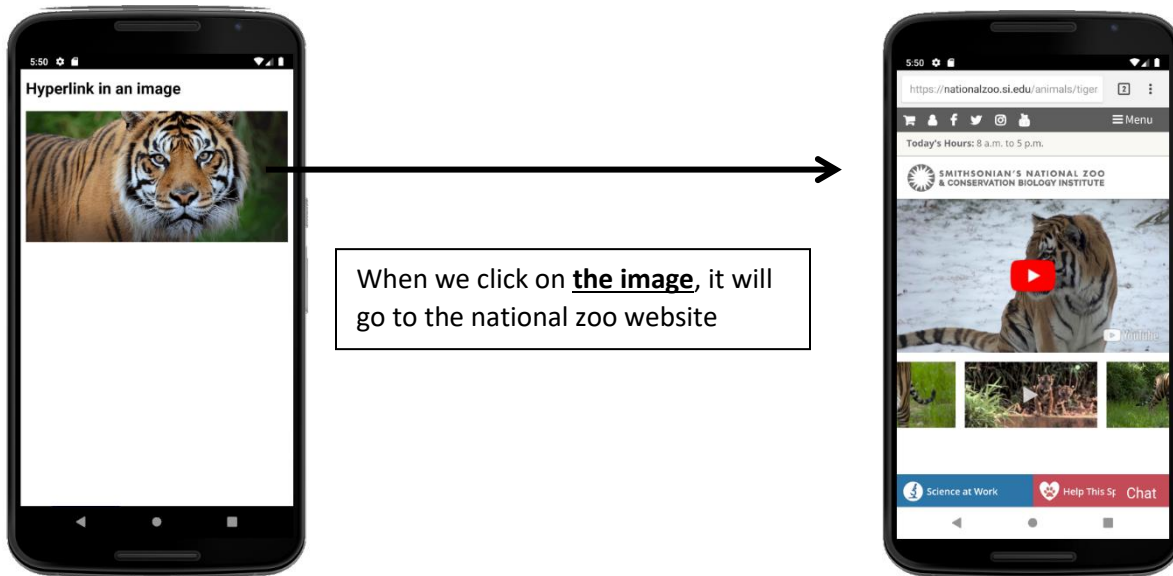 5:50
Hyperlink in an image
When we click on the image, it will
go to the national zoo website
5:50
https://nationalzoo.si.edu/animals/tiger
2
Menu
Today's Hours: 8 a.m. to 5 p.m.
SMITHSONIAN'S NATIONAL ZOO
& CONSERVATION BIOLOGY INSTITUTE
YouTube
Science at Work
Help This Sp
Chat